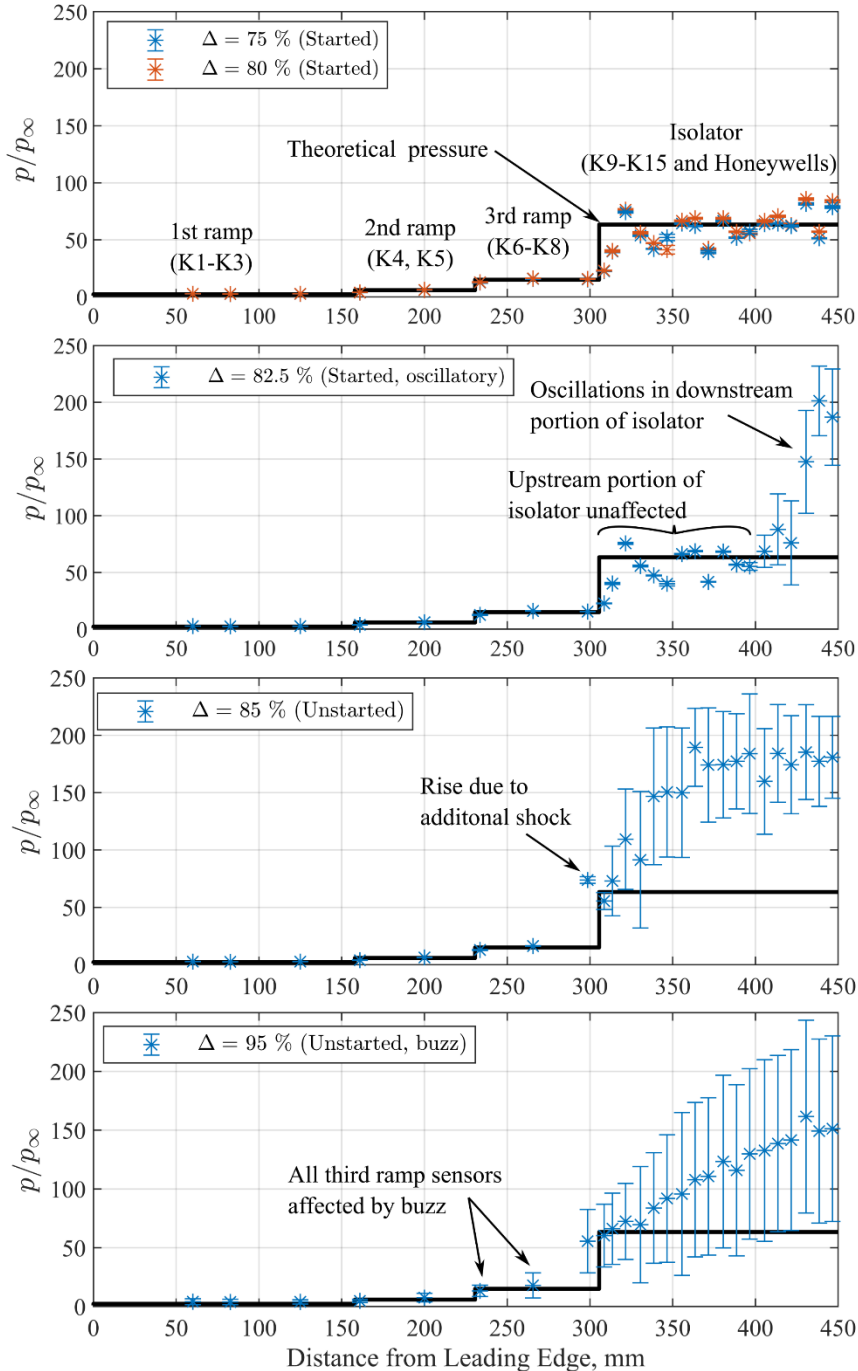 Δ = 75 % (Started)
Δ = 80 % (Started)
Isolator
(K9-K15 and Honeywells)
Theoretical pressure
3rd ramp
(K6-K8)
2nd ramp
(K4, K5)
1st ramp
(K1-K3)
p/p∞
250
200
150
100
50
0
0 50 100 150 200 250 300 350 400 450
Δ = 82.5 % (Started, oscillatory)
Oscillations in downstream
portion of isolator
Upstream portion of
isolator unaffected
p/p∞
250
200
150
100
50
0
0 50 100 150 200 250 300 350 400 450
Δ = 85 % (Unstarted)
Rise due to
additonal shock
p/p∞
250
200
150
100
50
0
0 50 100 150 200 250 300 350 400 450
Δ = 95 % (Unstarted, buzz)
All third ramp sensors
affected by buzz
p/p∞
250
200
150
100
50
0
0 50 100 150 200 250 300 350 400 450
Distance from Leading Edge, mm